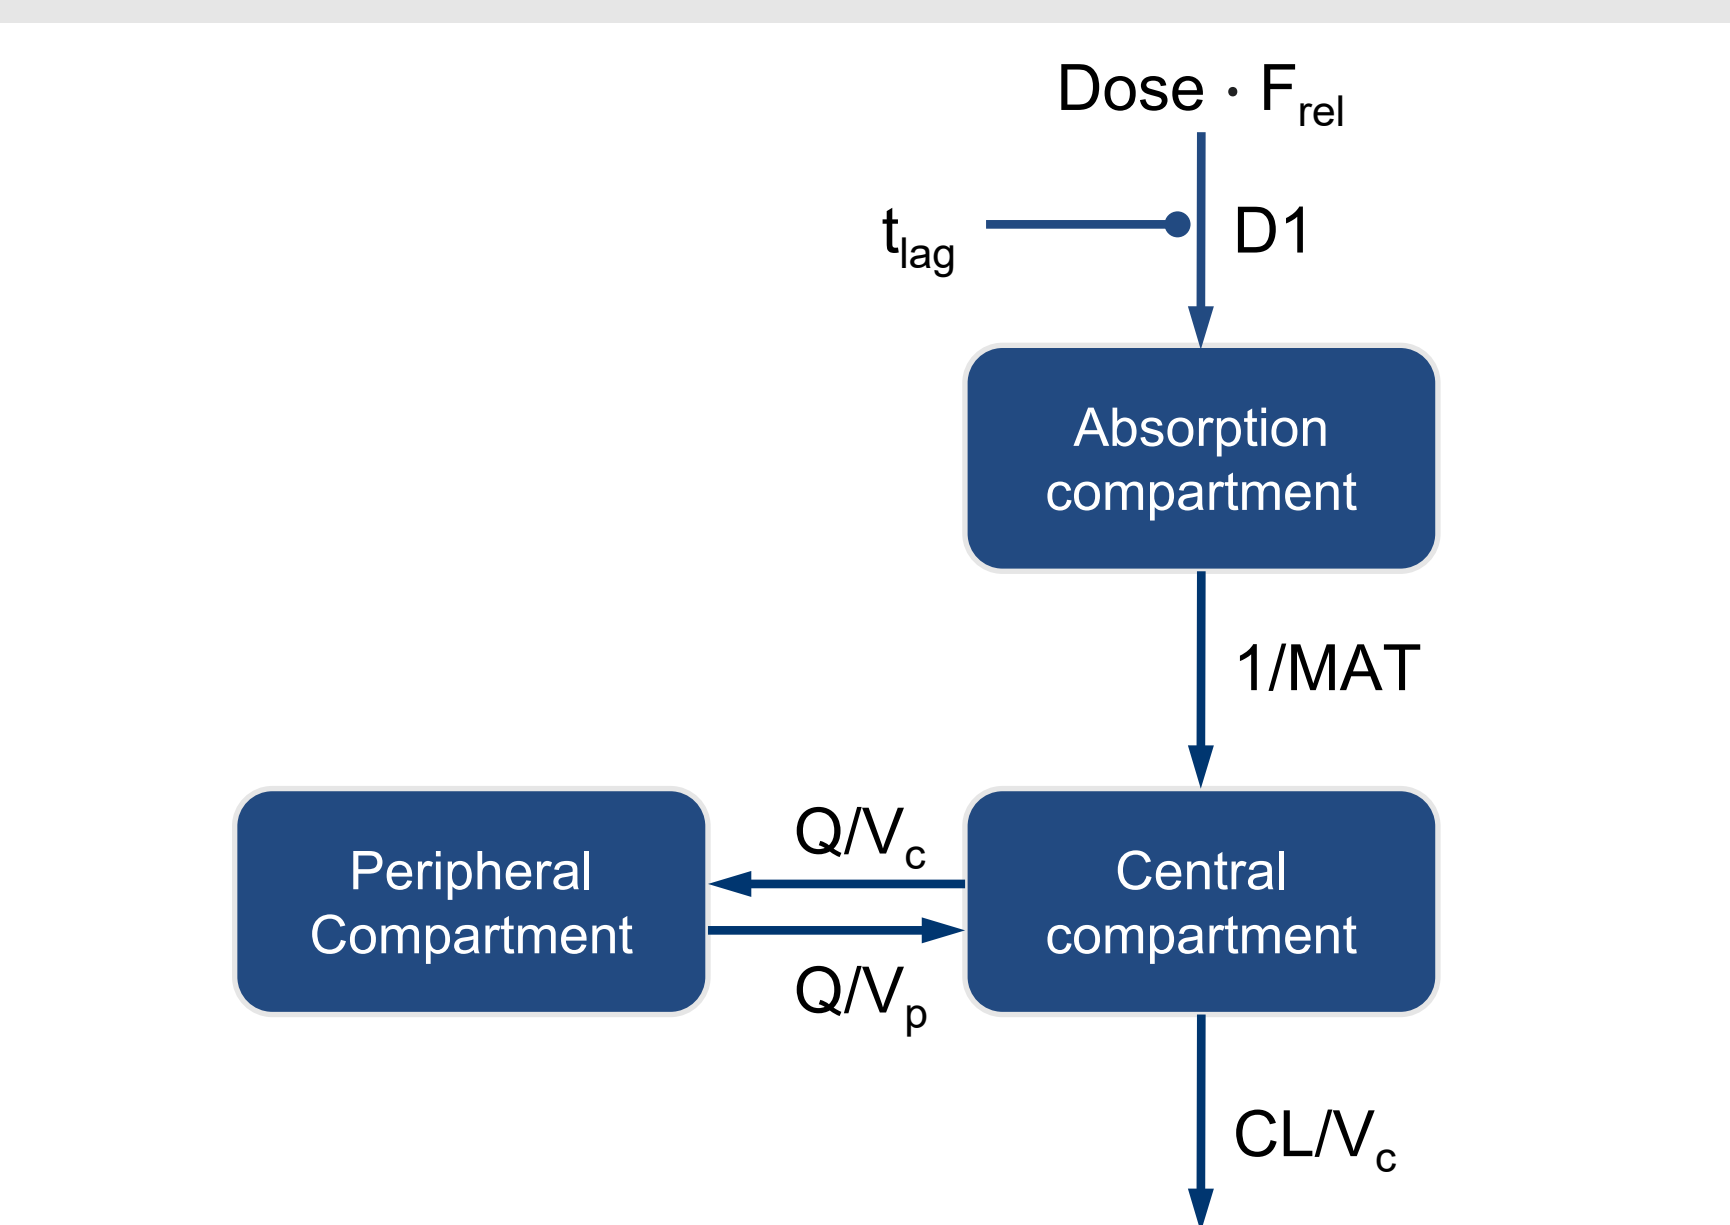 Dose · Frel
tlag
D1
Absorption
compartment
1/MAT
Q/Vc
Peripheral
Compartment
Central
compartment
Q/Vp
CL/Vc